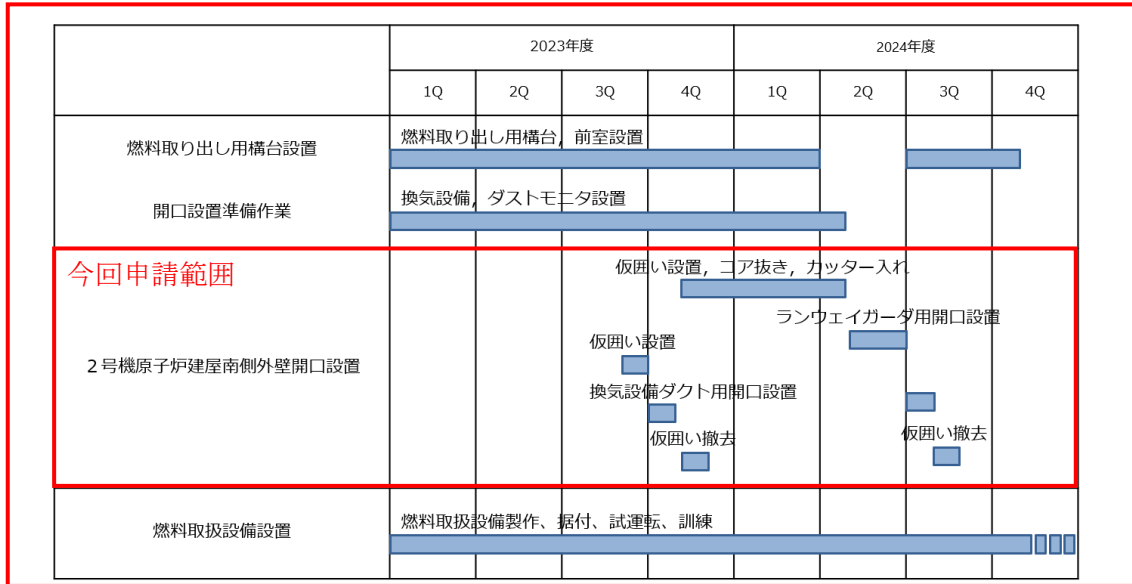 2023年度 2024年度
1Q 2Q 3Q 4Q 1Q 2Q 3Q 4Q
燃料取り出し用構台設置
燃料取り出し用構台，前室設置
開口設置準備作業
換気設備，ダストモニタ設置
今回申請範囲
仮囲い設置，コア抜き，カッター入れ
ランウェイガーダ用開口設置
仮囲い設置
２号機原子炉建屋南側外壁開口設置
換気設備ダクト用開口設置
仮囲い撤去 仮囲い撤去
燃料取扱設備設置
燃料取扱設備製作、据付、試運転、訓練